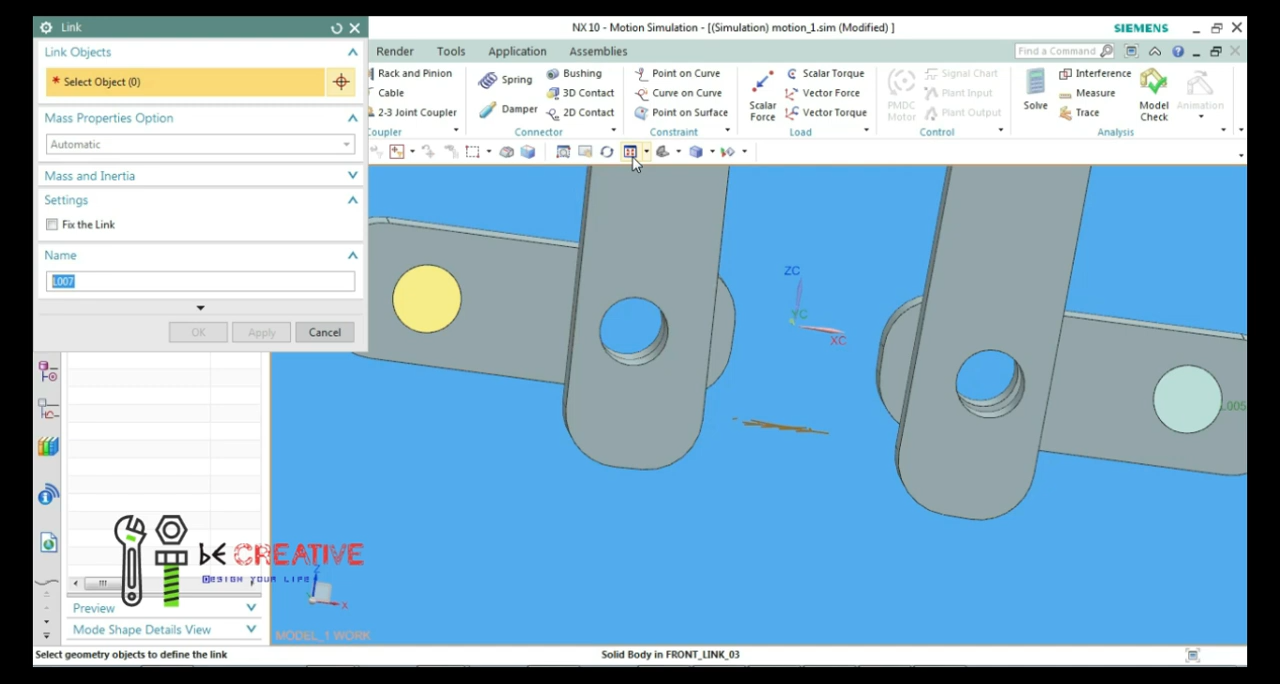 Link
NX 10 - Motion Simulation - [(Simulation) motion_1.sim (Modified) ]
SIEMENS
Link Objects
Render Tools Application Assemblies
Find a Command
* Select Object (0)
Rack and Pinion
Cable
2-3 Joint Coupler
Coupler
Spring
Damper
Bushing
3D Contact
2D Contact
Connector
Point on Curve
Curve on Curve
Point on Surface
Constraint
Scalar
Force
Scalar Torque
Vector Force
Vector Torque
Load
PMDC
Motor
Signal Chart
Plant Input
Plant Output
Control
Solve
Interference
Measure
Trace
Model
Check
Animation
Analysis
Mass Properties Option
Automatic
Mass and Inertia
Settings
Fix the Link
Name
L007
OK Apply Cancel
ZC
YC
XC
L005
bE CREATIVE
DESIGN YOUR LIFE
Z
X
Preview
Mode Shape Details View
MODEL_1 WORK
Select geometry objects to define the link
Solid Body in FRONT_LINK_03